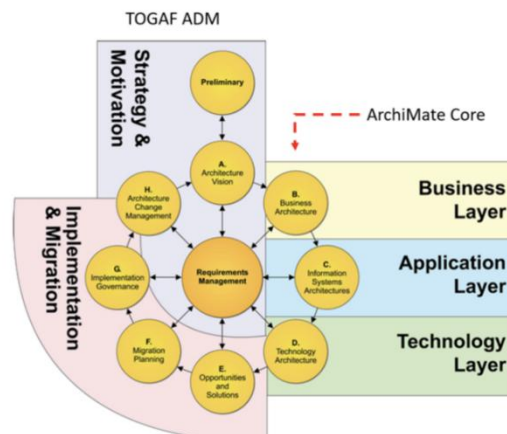 TOGAF ADM
Strategy &
Motivation
Preliminary
ArchiMate Core
A.
Architecture
Vision
H.
Architecture
Change
Management
B.
Business
Architecture
Business
Layer
Implementation
& Migration
G.
Implementation
Governance
Requirements
Management
C.
Information
Systems
Architectures
Application
Layer
F.
Migration
Planning
D.
Technology
Architecture
Technology
Layer
E.
Opportunities
and
Solutions